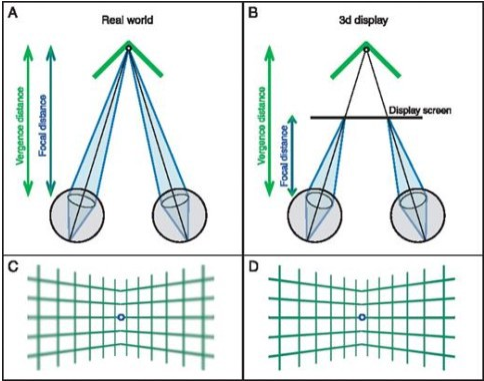 A
Real world
Vergence distance
Focal distance
B
3d display
Vergence distance
Focal distance
Display screen
C
D